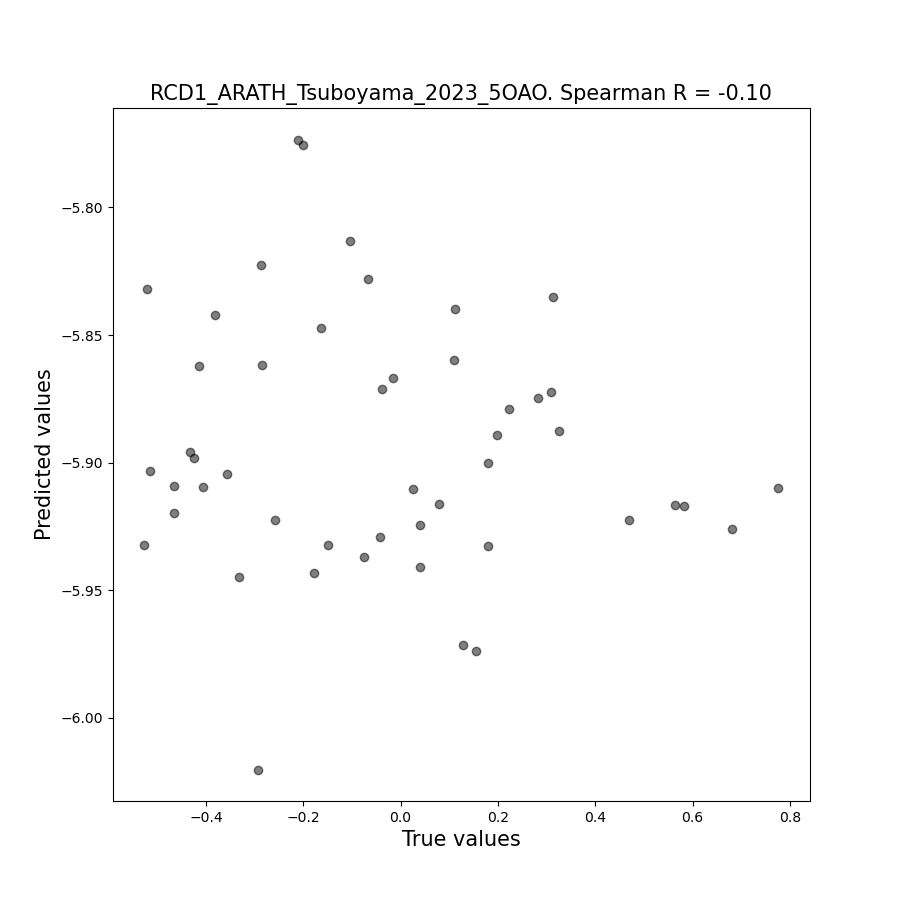 RCD1_ARATH_Tsuboyama_2023_5OAO. Spearman R = -0.10
Predicted values
−5.80
−5.85
−5.90
−5.95
−6.00
−0.4 −0.2 0.0 0.2 0.4 0.6 0.8
True values